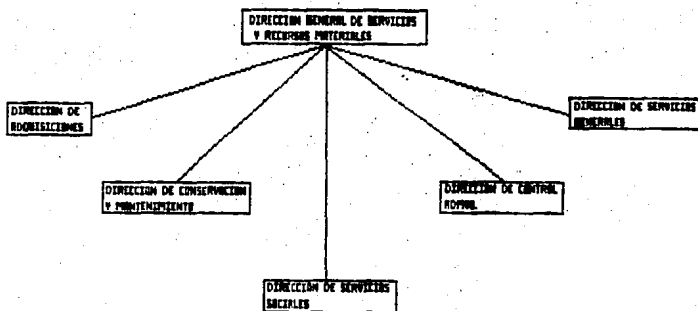 DIRECCION GENERAL DE SERVICIOS
Y RECURSOS MATERIALES
DIRECCION DE
ADQUISICIONES
DIRECCION DE SERVICIOS
GENERALES
DIRECCION DE CONSERVACION
Y MANTENIMIENTO
DIRECCION DE CONTROL
ADMVO.
DIRECCION DE SERVICIOS
SOCIALES